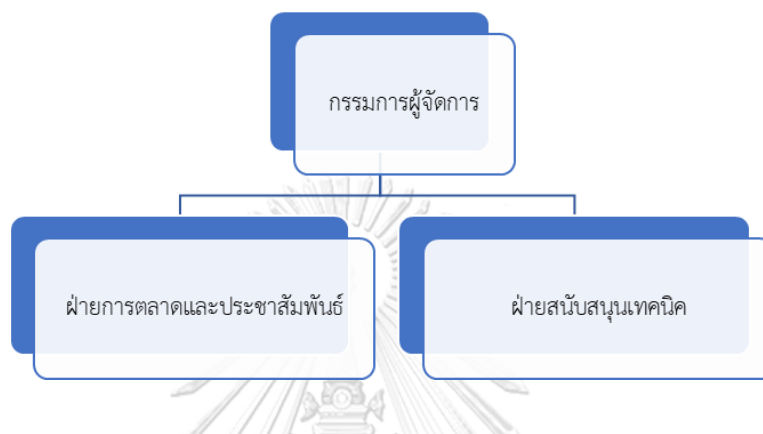 กรรมการผู้จัดการ
ฝ่ายการตลาดและประชาสัมพันธ์
ฝ่ายสนับสนุนเทคนิค